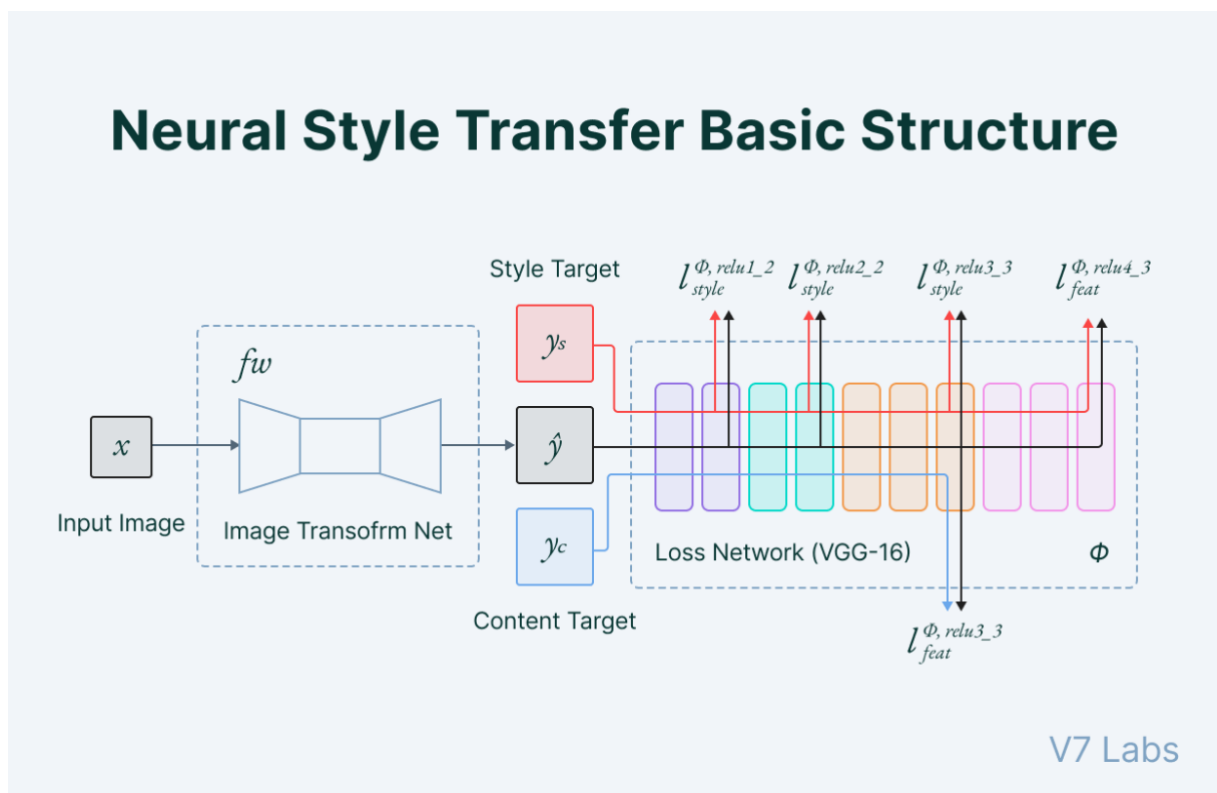 Neural Style Transfer Basic Structure
Style Target
l style Φ, relu1_2
l style Φ, relu2_2
l style Φ, relu3_3
l feat Φ, relu4_3
ys
fw
x
ŷ
Input Image
Image Transofrm Net
yc
Loss Network (VGG-16)
Φ
Content Target
l feat Φ, relu3_3
V7 Labs